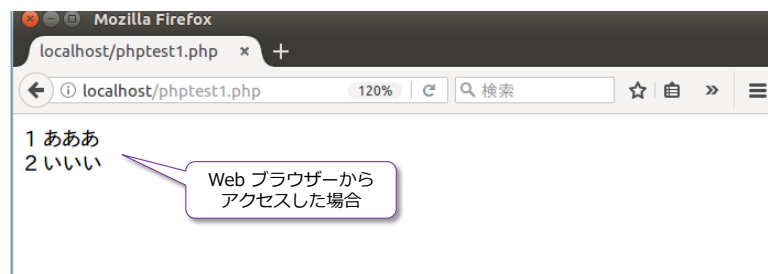 Mozilla Firefox
localhost/phptest1.php × +
localhost/phptest1.php 120% 検索
1 あああ
2 いいい
Web ブラウザーから
アクセスした場合